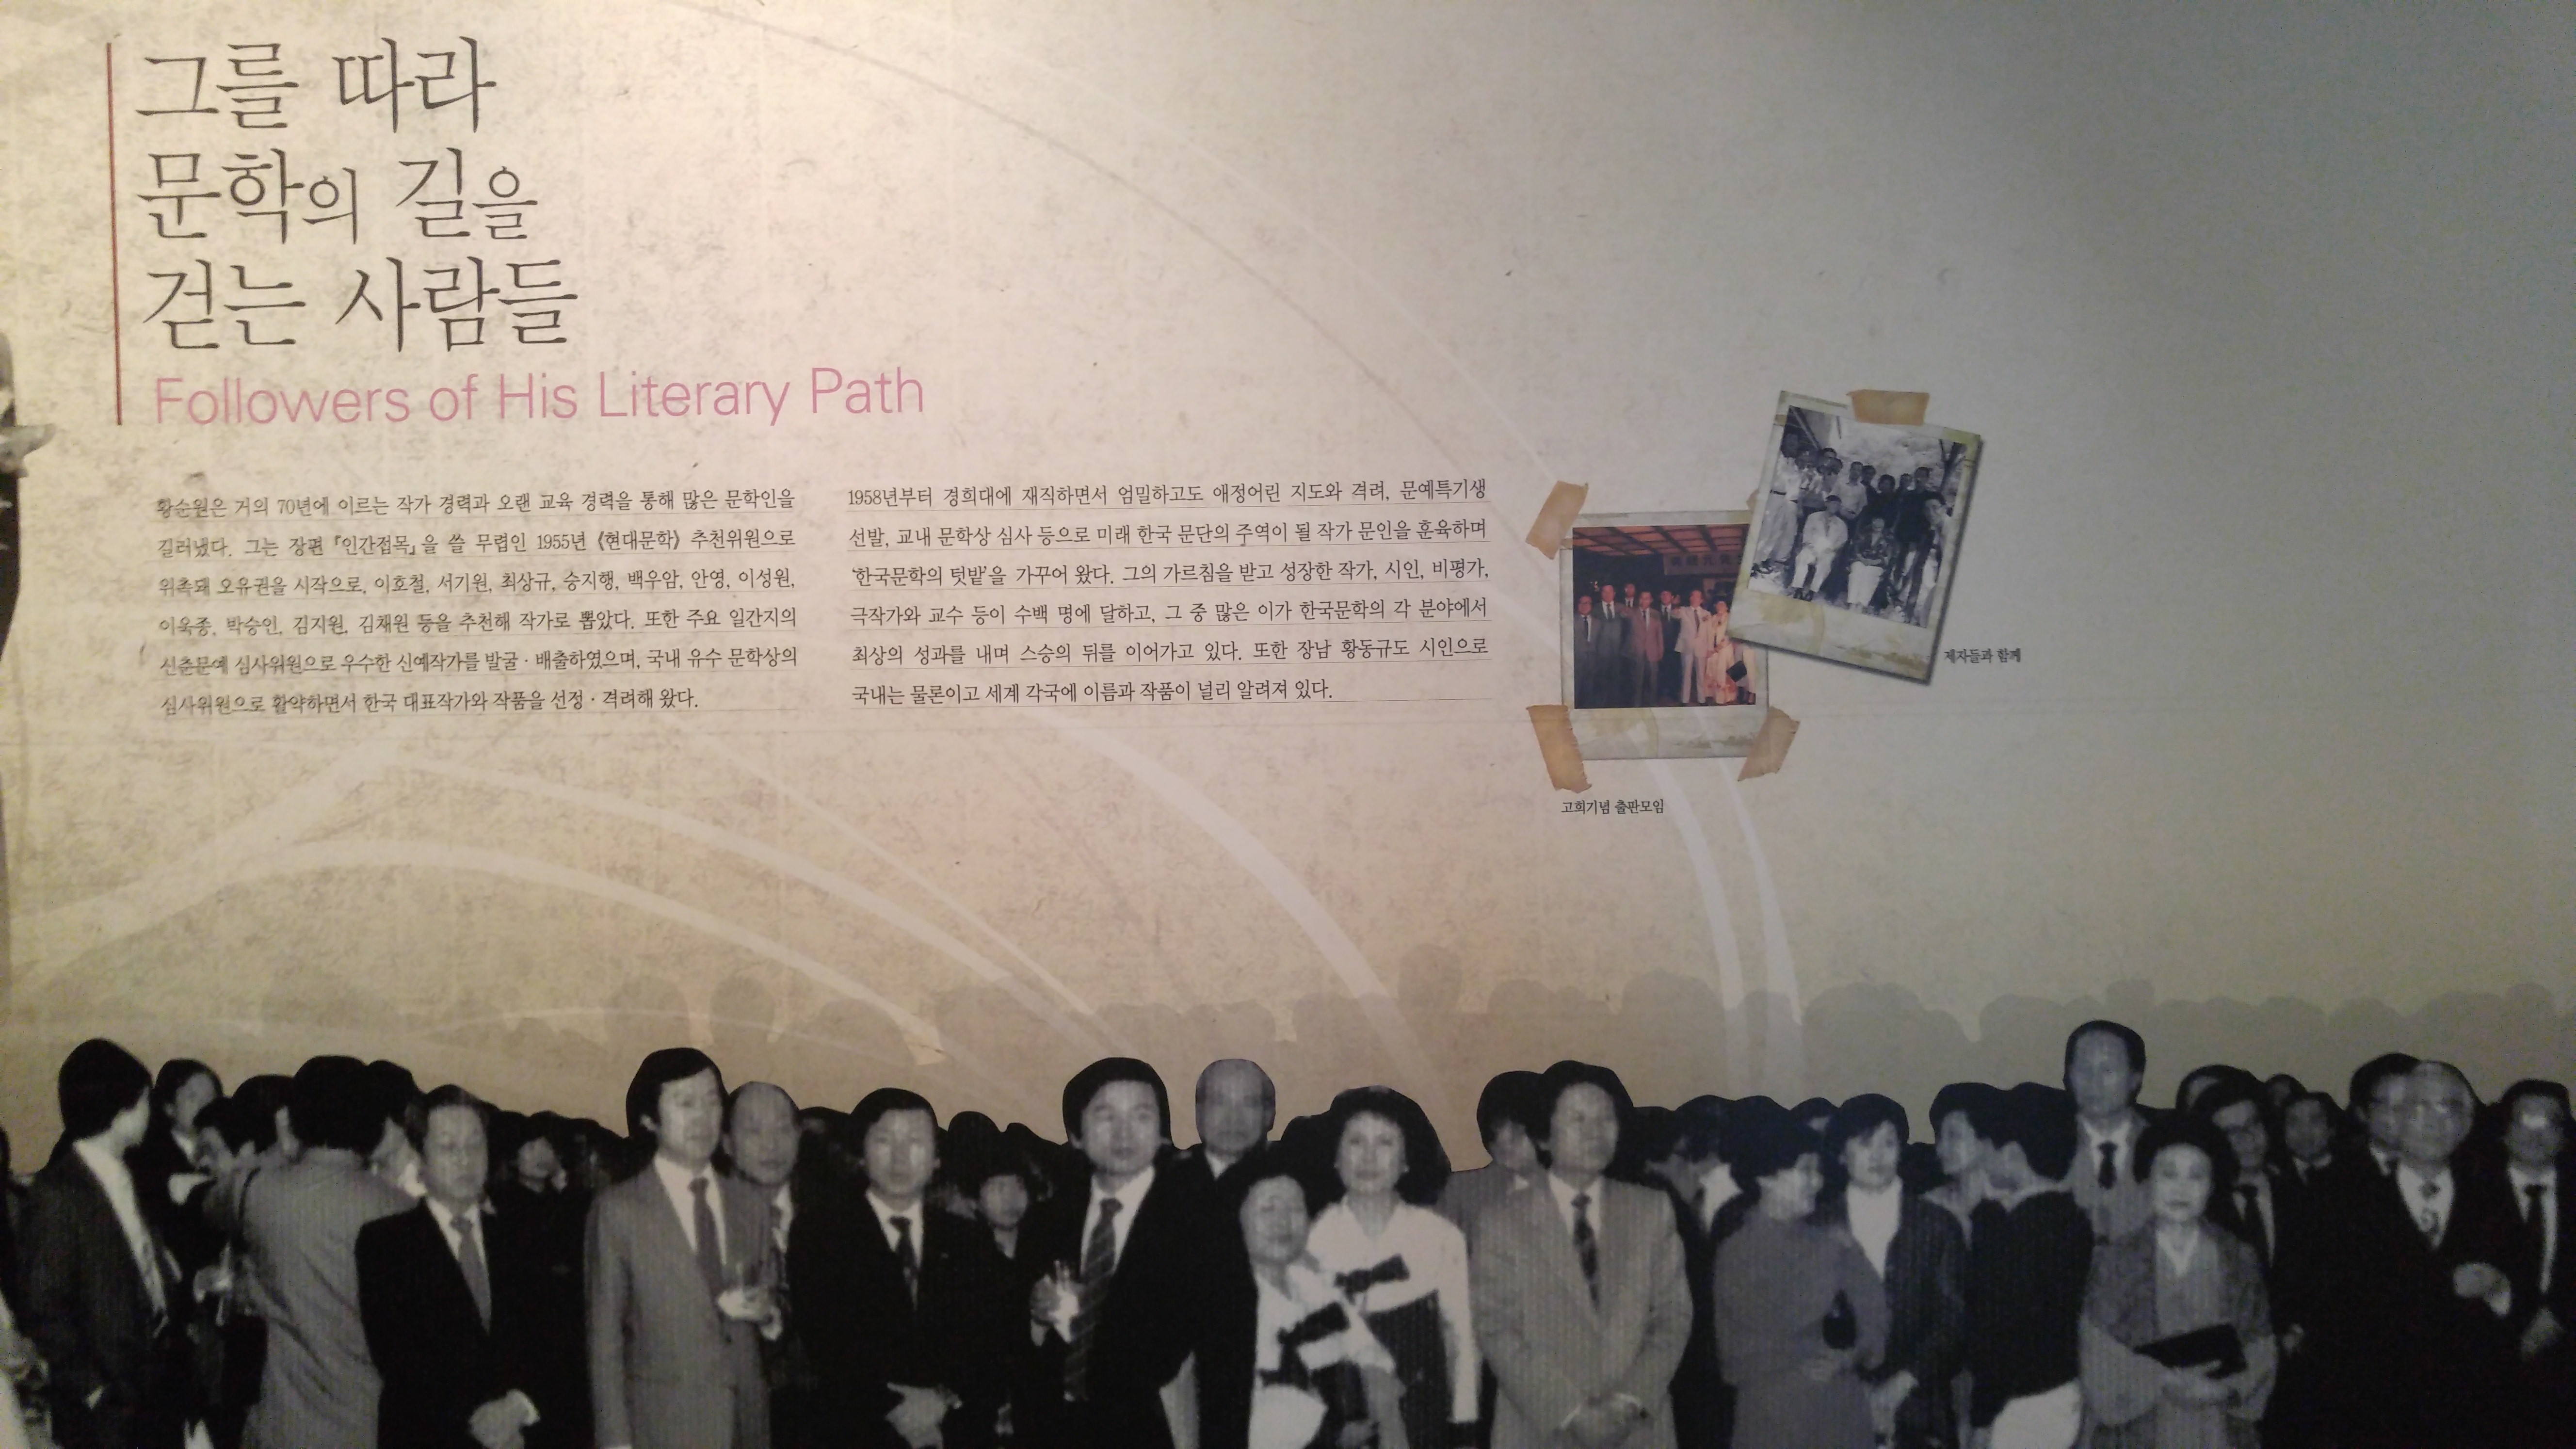 그를 따라
문학의 길을
걷는 사람들
Followers of His Literary Path
황순원은 거의 70년에 이르는 작가 경력과 오랜 교육 경력을 통해 많은 문학인을
길러냈다. 그는 장편 『인간접목』을 쓸 무렵인 1955년 《현대문학》 추천위원으로
위촉돼 오유권을 시작으로, 이호철, 서기원, 최상규, 승지행, 백우암, 안영, 이성원,
이욱종, 박승인, 김지원, 김채원 등을 추천해 작가로 뽑았다. 또한 주요 일간지의
신춘문예 심사위원으로 우수한 신예작가를 발굴·배출하였으며, 국내 유수 문학상의
심사위원으로 활약하면서 한국 대표작가와 작품을 선정·격려해 왔다.
1958년부터 경희대에 재직하면서 엄밀하고도 애정어린 지도와 격려, 문예특기생
선발, 교내 문학상 심사 등으로 미래 한국 문단의 주역이 될 작가 문인을 훈육하며
'한국문학의 텃밭'을 가꾸어 왔다. 그의 가르침을 받고 성장한 작가, 시인, 비평가,
극작가와 교수 등이 수백 명에 달하고, 그 중 많은 이가 한국문학의 각 분야에서
최상의 성과를 내며 스승의 뒤를 이어가고 있다. 또한 장남 황동규도 시인으로
국내는 물론이고 세계 각국에 이름과 작품이 널리 알려져 있다.
제자들과 함께
고희기념 출판모임